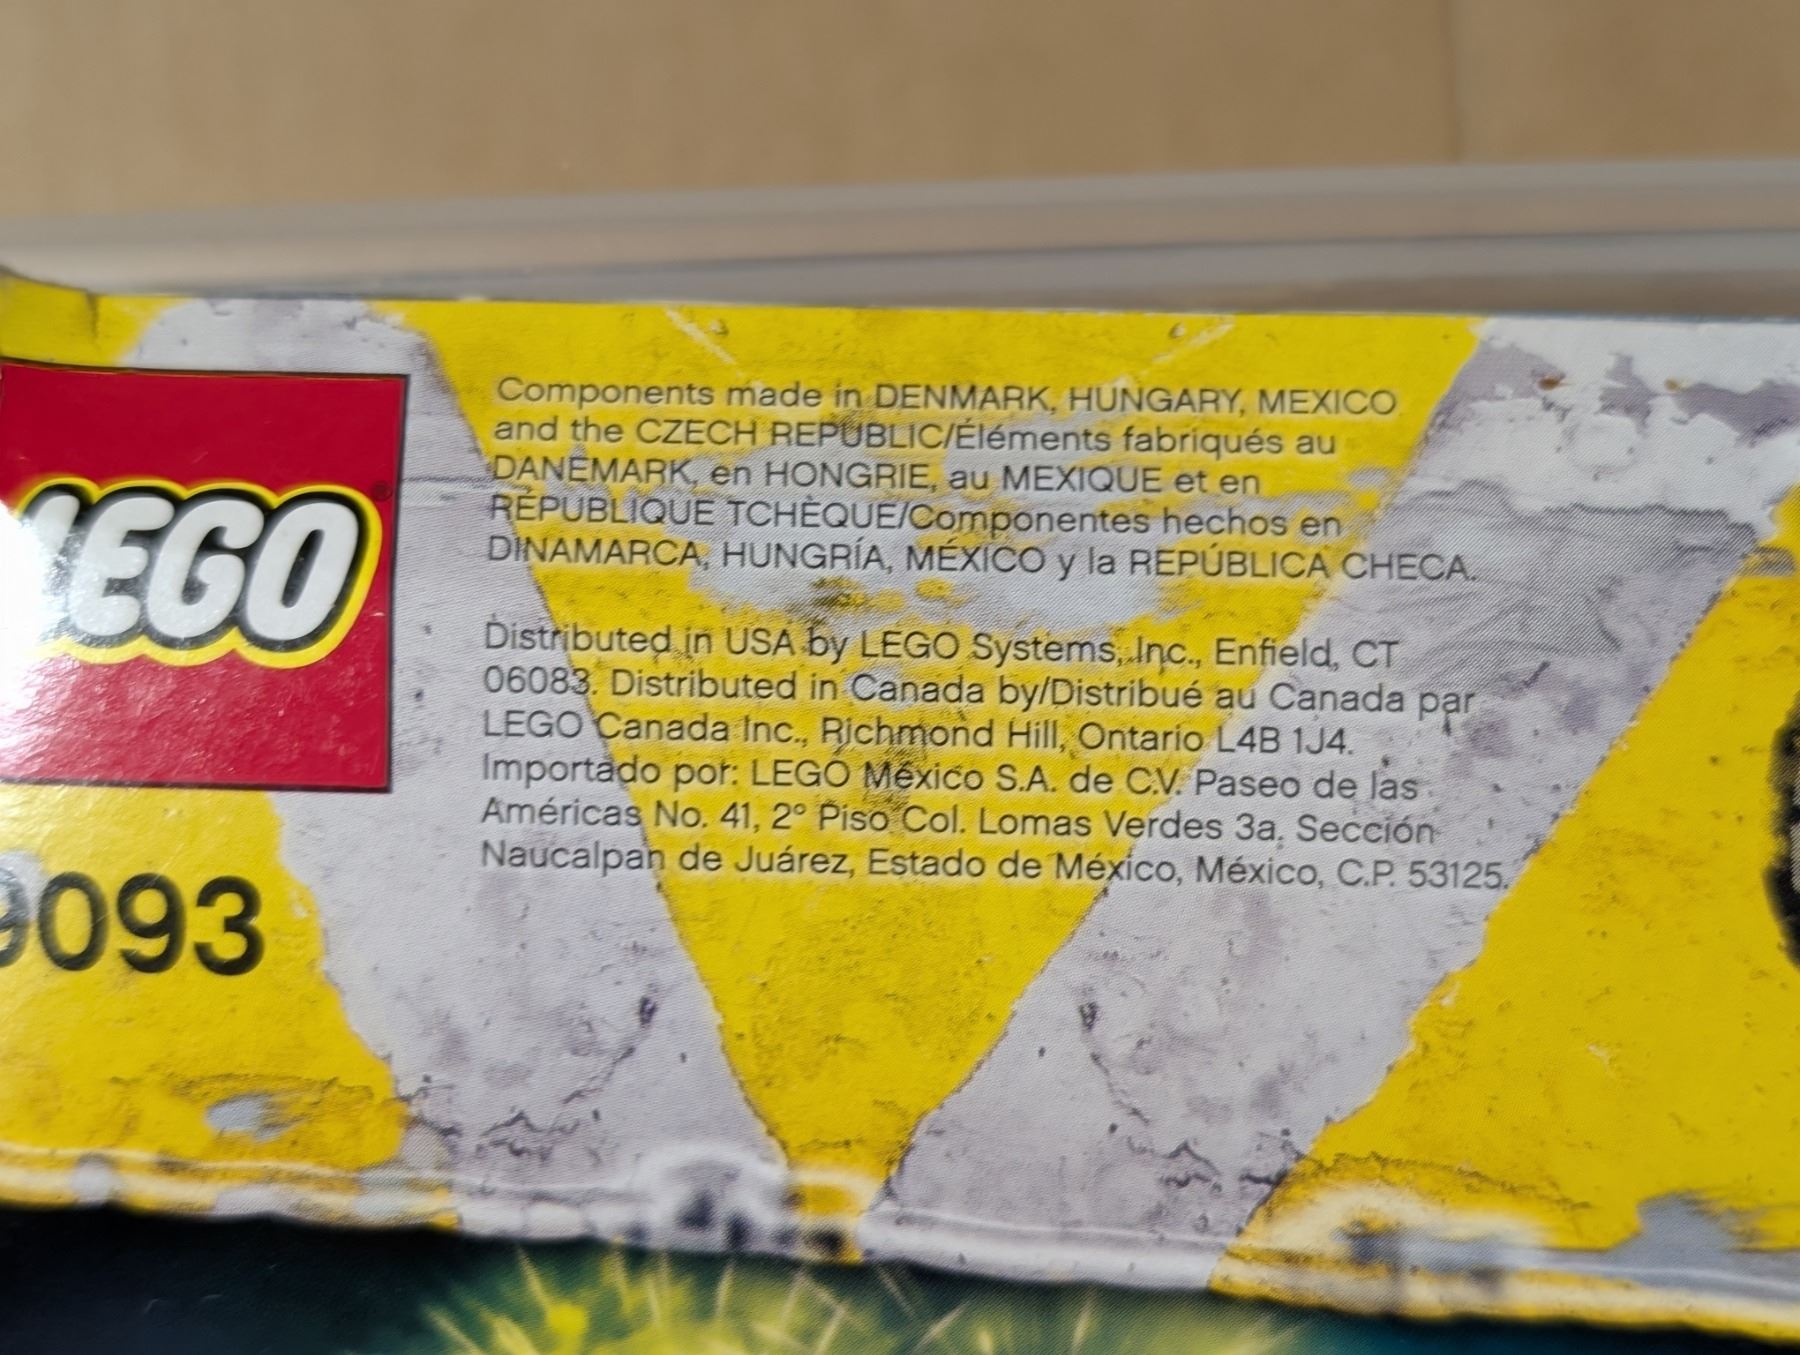 Components made in DENMARK, HUNGARY, MEXICO
and the CZECH REPUBLIC/Éléments fabriqués au
DANEMARK, en HONGRIE, au MEXIQUE et en
RÉPUBLIQUE TCHÈQUE/Componentes hechos en
DINAMARCA, HUNGRÍA, MÉXICO y la REPÚBLICA CHECA.
LEGO
Distributed in USA by LEGO Systems, Inc., Enfield, CT
06083. Distributed in Canada by/Distribué au Canada par
LEGO Canada Inc., Richmond Hill, Ontario L4B 1J4.
Importado por: LEGO México S.A. de C.V. Paseo de las
Américas No. 41, 2° Piso Col. Lomas Verdes 3a. Sección
Naucalpan de Juárez, Estado de México, México, C.P. 53125.
9093